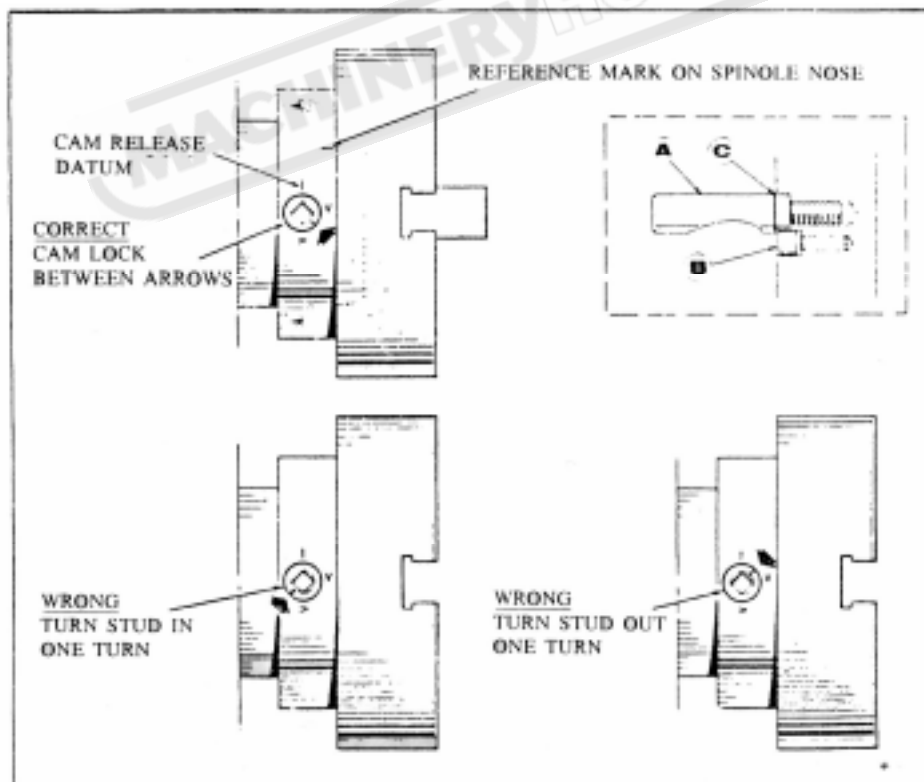 MACHINERYHO
REFERENCE MARK ON SPINOLE NOSE
CAM RELEASE
DATUM
CORRECT
CAM LOCK
BETWEEN ARROWS
A
C
B
WRONG
TURN STUD IN
ONE TURN
WRONG
TURN STUD OUT
ONE TURN